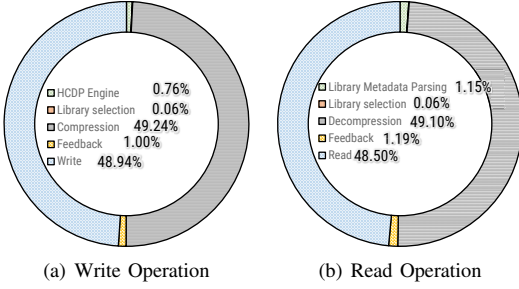 HCDP Engine 0.76%
Library selection 0.06%
Compression 49.24%
Feedback 1.00%
Write 48.94%
(a) Write Operation
Library Metadata Parsing 1.15%
Library selection 0.06%
Decompression 49.10%
Feedback 1.19%
Read 48.50%
(b) Read Operation